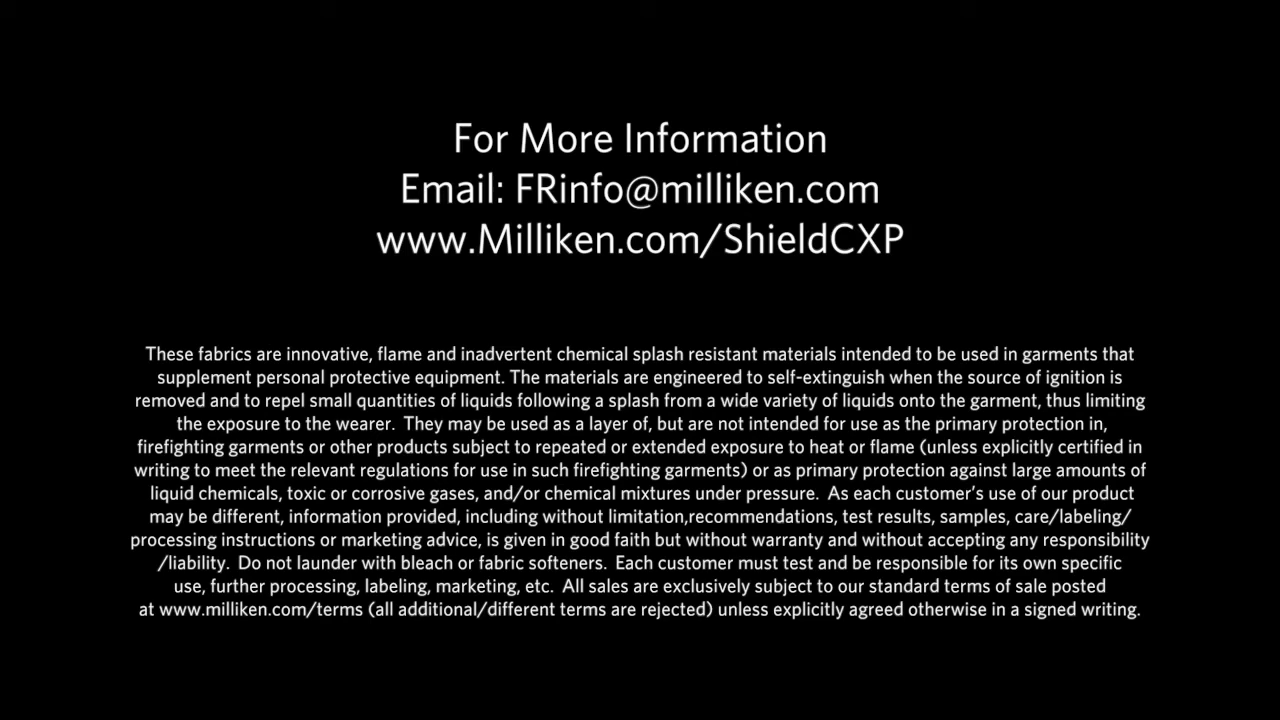 For More Information
Email: FRinfo@milliken.com
www.Milliken.com/ShieldCXP
These fabrics are innovative, flame and inadvertent chemical splash resistant materials intended to be used in garments that
supplement personal protective equipment. The materials are engineered to self-extinguish when the source of ignition is
removed and to repel small quantities of liquids following a splash from a wide variety of liquids onto the garment, thus limiting
the exposure to the wearer.  They may be used as a layer of, but are not intended for use as the primary protection in,
firefighting garments or other products subject to repeated or extended exposure to heat or flame (unless explicitly certified in
writing to meet the relevant regulations for use in such firefighting garments) or as primary protection against large amounts of
liquid chemicals, toxic or corrosive gases, and/or chemical mixtures under pressure.  As each customer's use of our product
may be different, information provided, including without limitation,recommendations, test results, samples, care/labeling/
processing instructions or marketing advice, is given in good faith but without warranty and without accepting any responsibility
/liability.  Do not launder with bleach or fabric softeners.  Each customer must test and be responsible for its own specific
use, further processing, labeling, marketing, etc.  All sales are exclusively subject to our standard terms of sale posted
at www.milliken.com/terms (all additional/different terms are rejected) unless explicitly agreed otherwise in a signed writing.